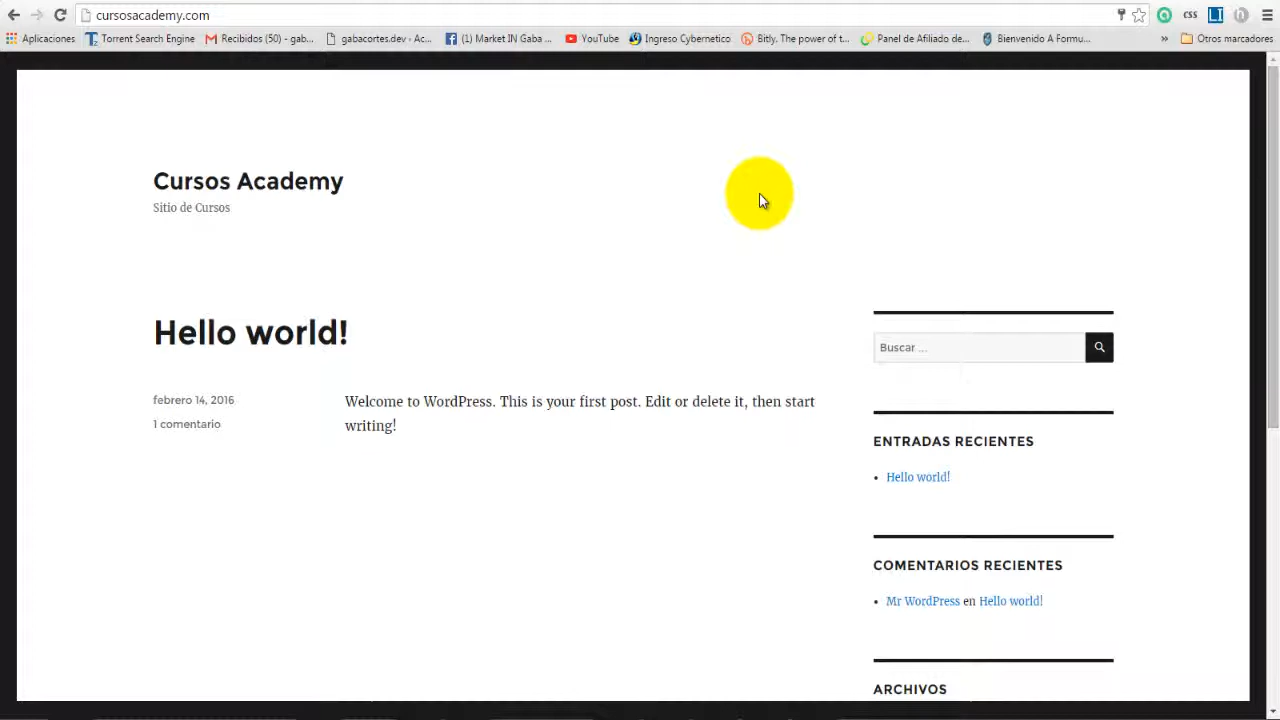 cursosacademy.com
CSS
Aplicaciones
Torrent Search Engine
Recibidos (50) - gab...
gabacortes.dev - Ac...
(1) Market IN Gaba ...
YouTube
Ingreso Cybernetico
Bitly. The power of t...
Panel de Afiliado de...
Bienvenido A Formu...
»
Otros marcadores
Cursos Academy
Sitio de Cursos
Hello world!
febrero 14, 2016
1 comentario
Welcome to WordPress. This is your first post. Edit or delete it, then start
writing!
Buscar ...
ENTRADAS RECIENTES
• Hello world!
COMENTARIOS RECIENTES
• Mr WordPress en Hello world!
ARCHIVOS